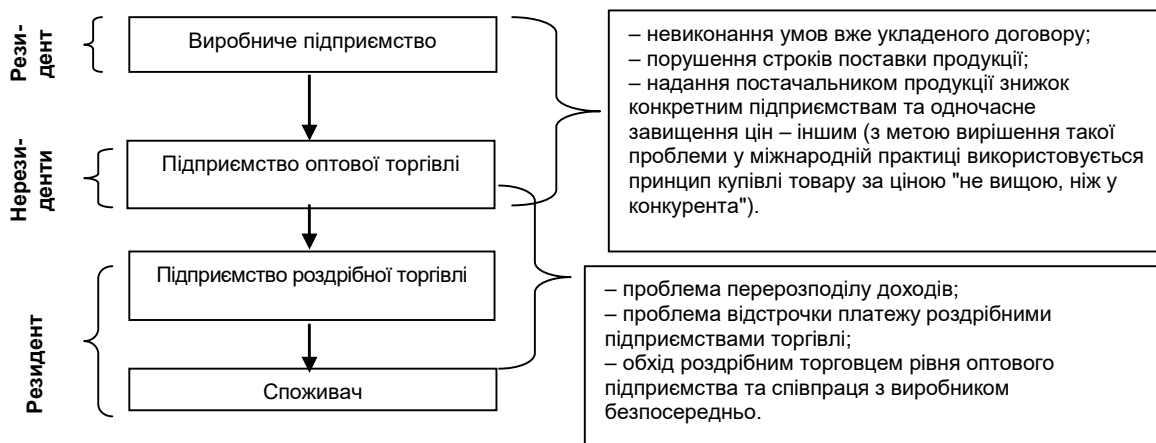 Рези-
дент
Виробниче підприємство
– невиконання умов вже укладеного договору;
– порушення строків поставки продукції;
– надання постачальником продукції знижок
конкретним підприємствам та одночасне
завищення цін – іншим (з метою вирішення такої
проблеми у міжнародній практиці використовується
принцип купівлі товару за ціною "не вищою, ніж у
конкурента").
Нерези-
денти
Підприємство оптової торгівлі
Резидент
Підприємство роздрібної торгівлі
Споживач
– проблема перерозподілу доходів;
– проблема відстрочки платежу роздрібними
підприємствами торгівлі;
– обхід роздрібним торговцем рівня оптового
підприємства та співпраця з виробником
безпосередньо.